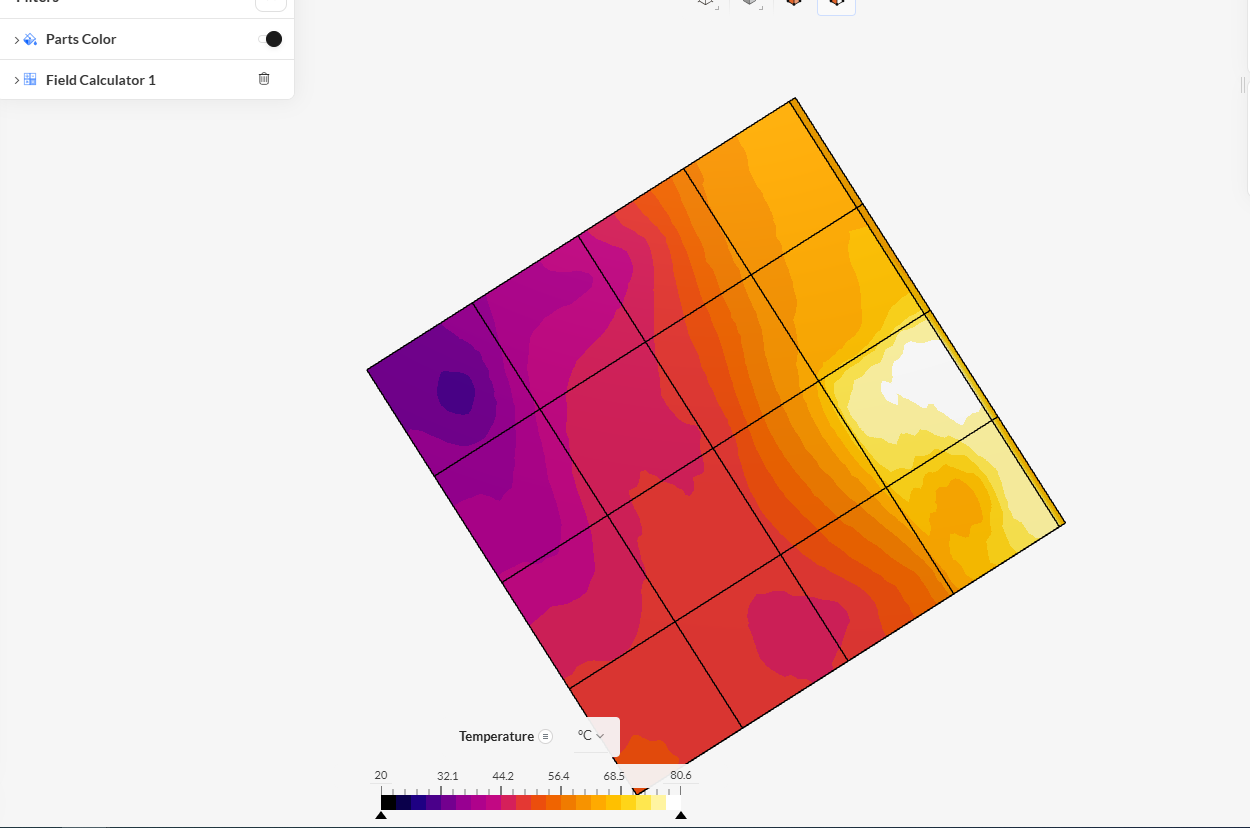 Filters
Parts Color
Field Calculator 1
Temperature
°C
20 32.1 44.2 56.4 68.5 80.6